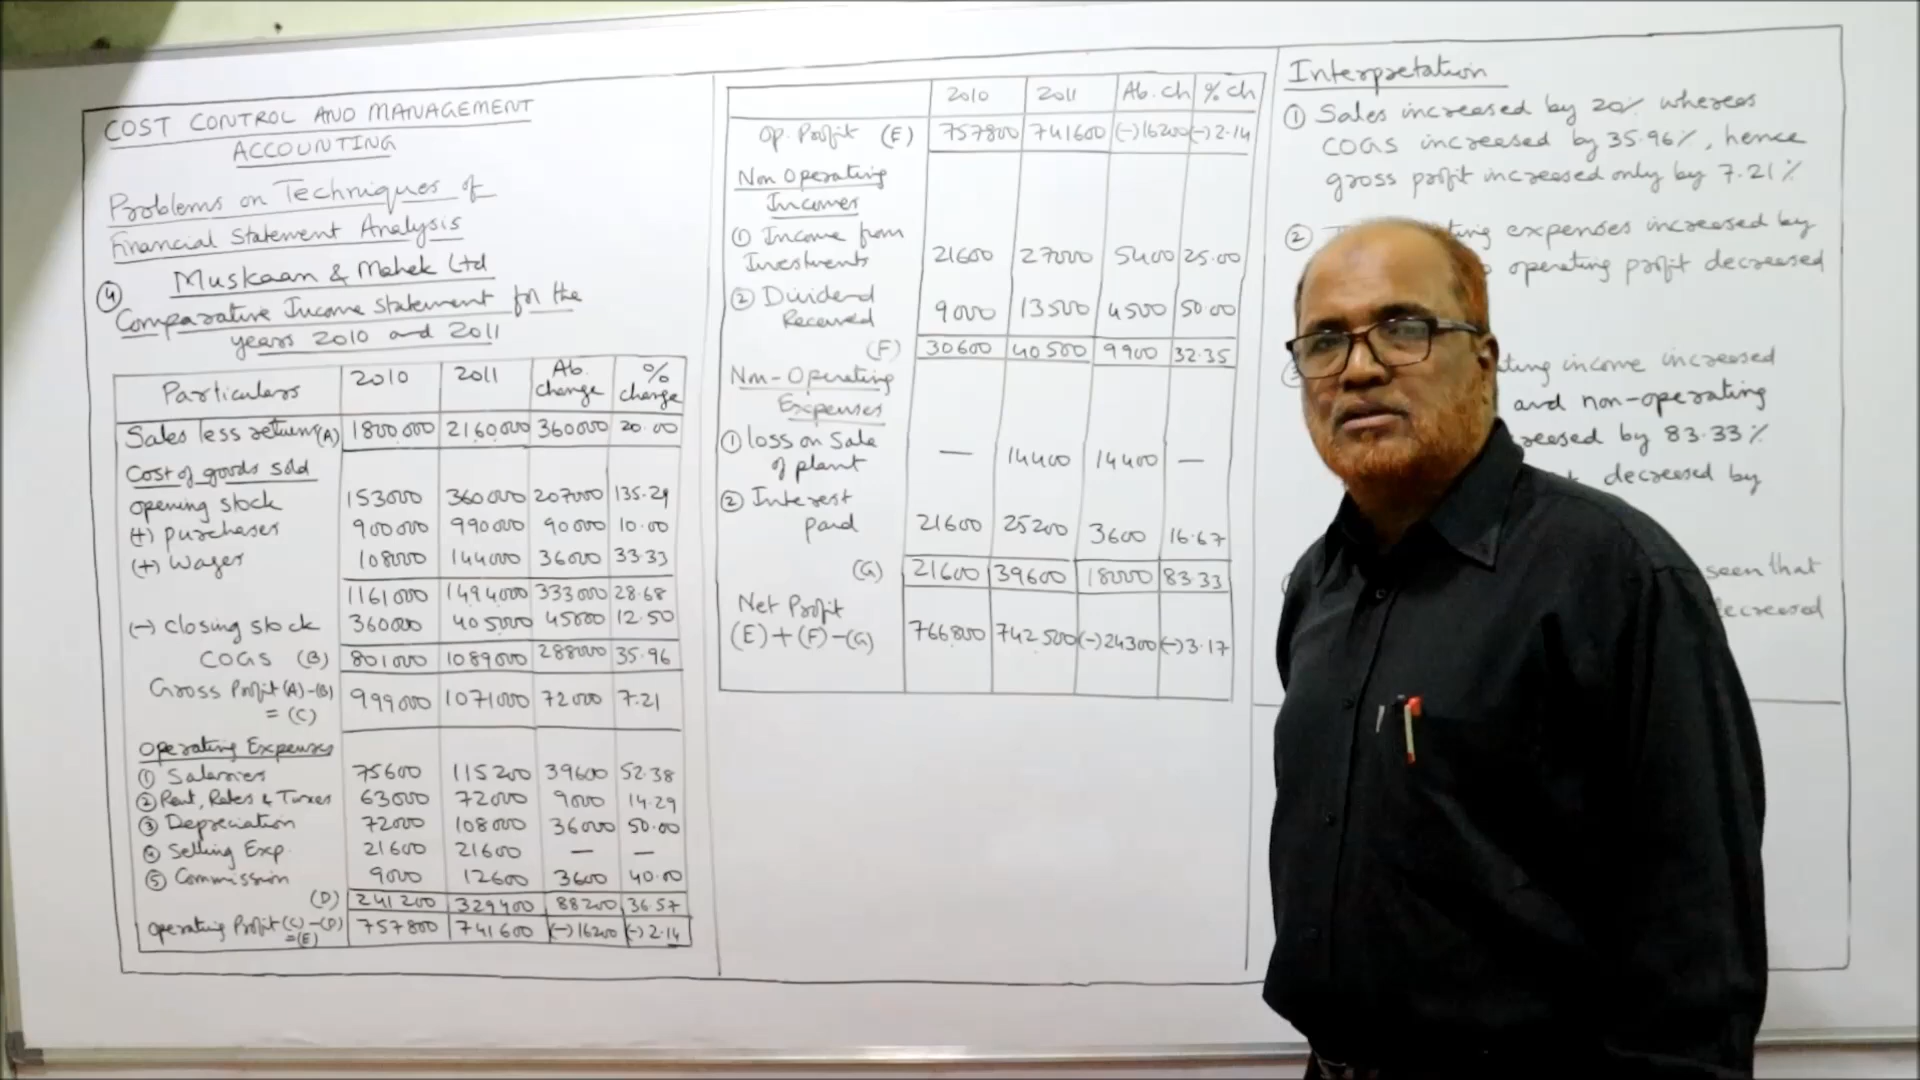 COST CONTROL AND MANAGEMENT
ACCOUNTING
Problems on Techniques of
Financial Statement Analysis
④ Muskaan & Mahek Ltd
Comparative Income Statement for the
years 2010 and 2011
Particulars 2010 2011 Ab. change % change
Sales less returns (A) 1800000 2160000 360000 20.00
Cost of goods sold
opening stock 153000 360000 207000 135.29
(+) purchases 900000 990000 90000 10.00
(+) Wages 108000 144000 36000 33.33
1161000 1494000 333000 28.68
(-) closing stock 360000 405000 45000 12.50
COGS (B) 801000 1089000 288000 35.96
Gross Profit (A)-(B) = (C) 999000 1071000 72000 7.21
Operating Expenses
① Salaries 75600 115200 39600 52.38
② Rent, Rates & Taxes 63000 72000 9000 14.29
③ Depreciation 72000 108000 36000 50.00
④ Selling Exp. 21600 21600 — —
⑤ Commission 9000 12600 3600 40.00
(D) 241200 329400 88200 36.57
Operating Profit (C)-(D) =(E) 757800 741600 (-)16200 (-)2.14
2010 2011 Ab. ch % ch
Op. Profit (E) 757800 741600 (-)16200 (-)2.14
Non Operating
Incomes
① Income from
Investments 21600 27000 5400 25.00
② Dividend
Received 9000 13500 4500 50.00
(F) 30600 40500 9900 32.35
Non-Operating
Expenses
① loss on Sale
of plant — 14400 14400 —
② Interest
paid 21600 25200 3600 16.67
(G) 21600 39600 18000 83.33
Net Profit
(E)+(F)-(G) 766800 742500 (-)24300 (-)3.17
Interpretation
① Sales increased by 20% whereas
COGS increased by 35.96%, hence
gross profit increased only by 7.21%
② expenses increased by
operating profit decreased
③ income increased
and non-operating
by 83.33%
decreased by
seen that
decreased